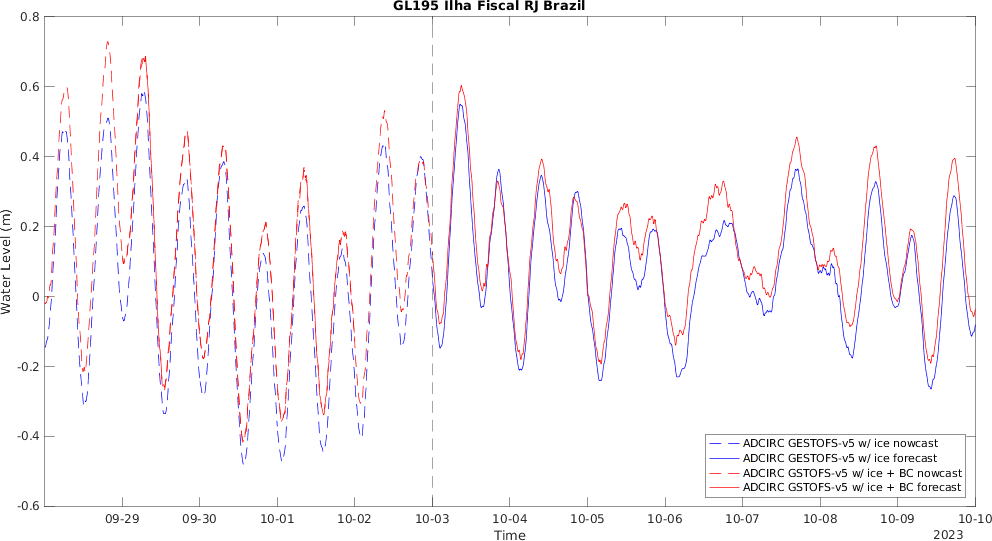 GL195 Ilha Fiscal RJ Brazil
0.8
0.6
0.4
0.2
0
-0.2
-0.4
-0.6
Water Level (m)
ADCIRC GESTOFS-v5 w/ ice nowcast
ADCIRC GESTOFS-v5 w/ ice forecast
ADCIRC GSTOFS-v5 w/ ice + BC nowcast
ADCIRC GSTOFS-v5 w/ ice + BC forecast
09-29 09-30 10-01 10-02 10-03 10-04 10-05 10-06 10-07 10-08 10-09 10-10
Time
2023